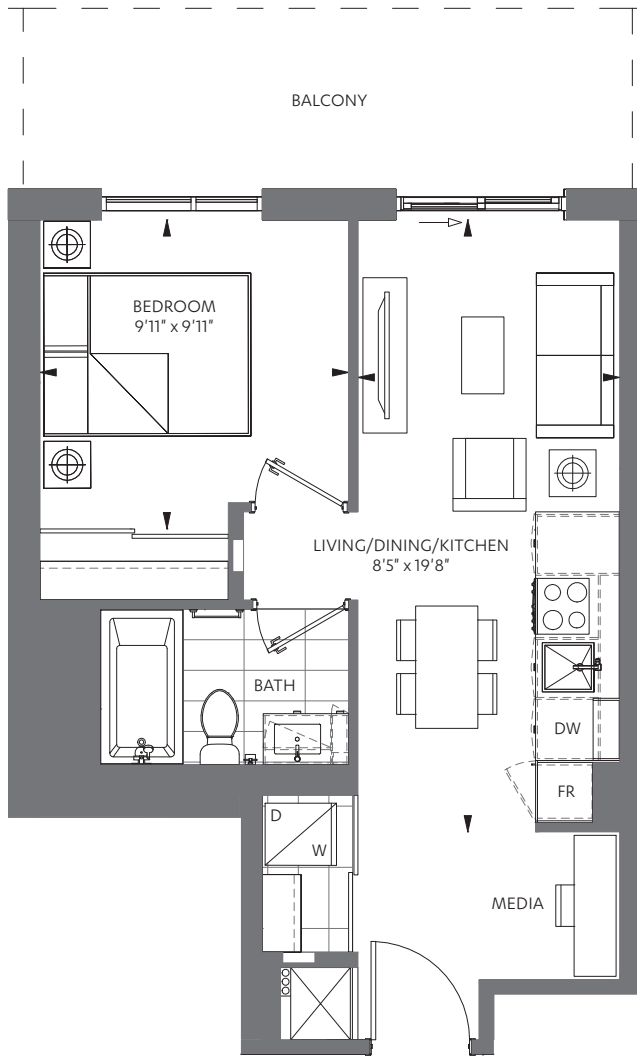 BALCONY
BEDROOM
9'11" x 9'11"
LIVING/DINING/KITCHEN
8'5" x 19'8"
BATH
DW
FR
D
W
MEDIA